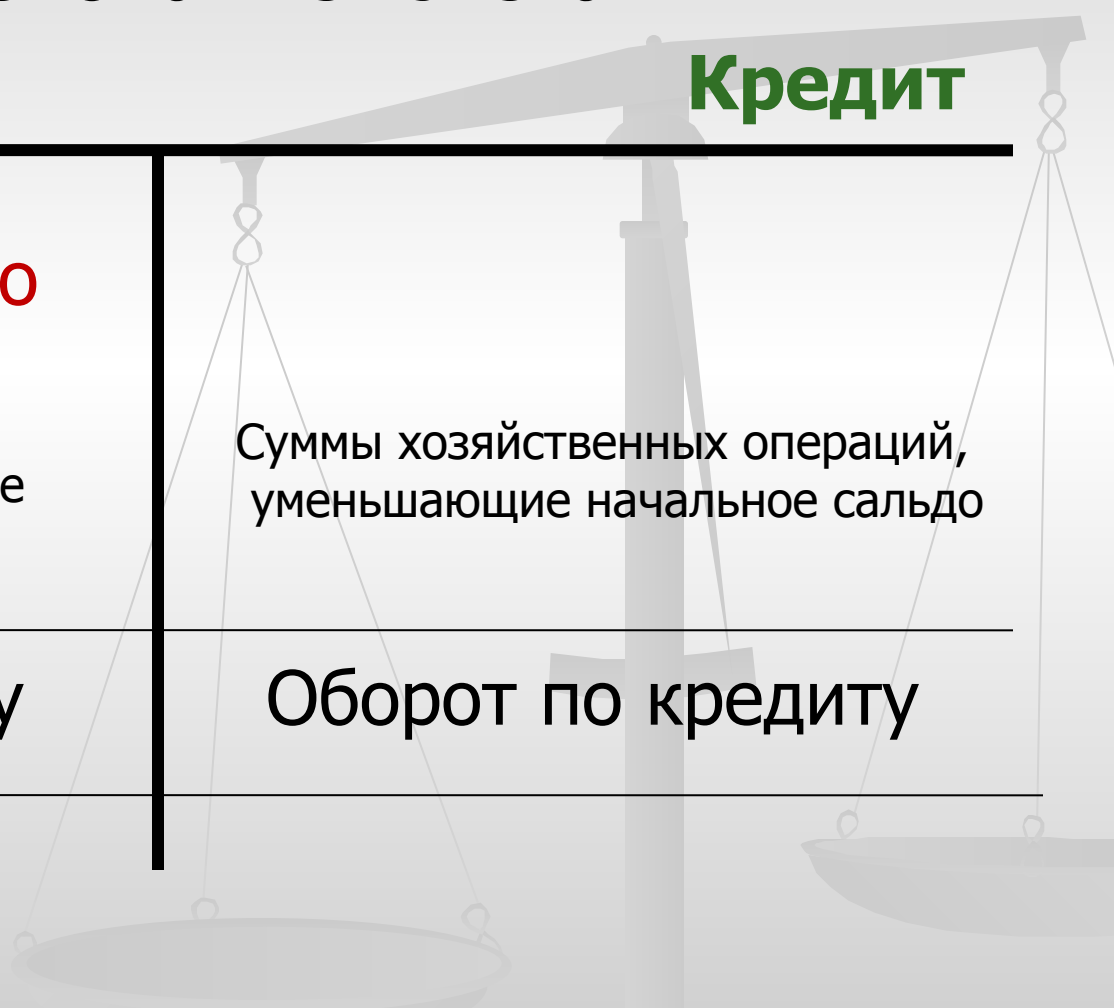 Кредит
о
Суммы хозяйственных операций,
е
уменьшающие начальное сальдо
у
Оборот по кредиту